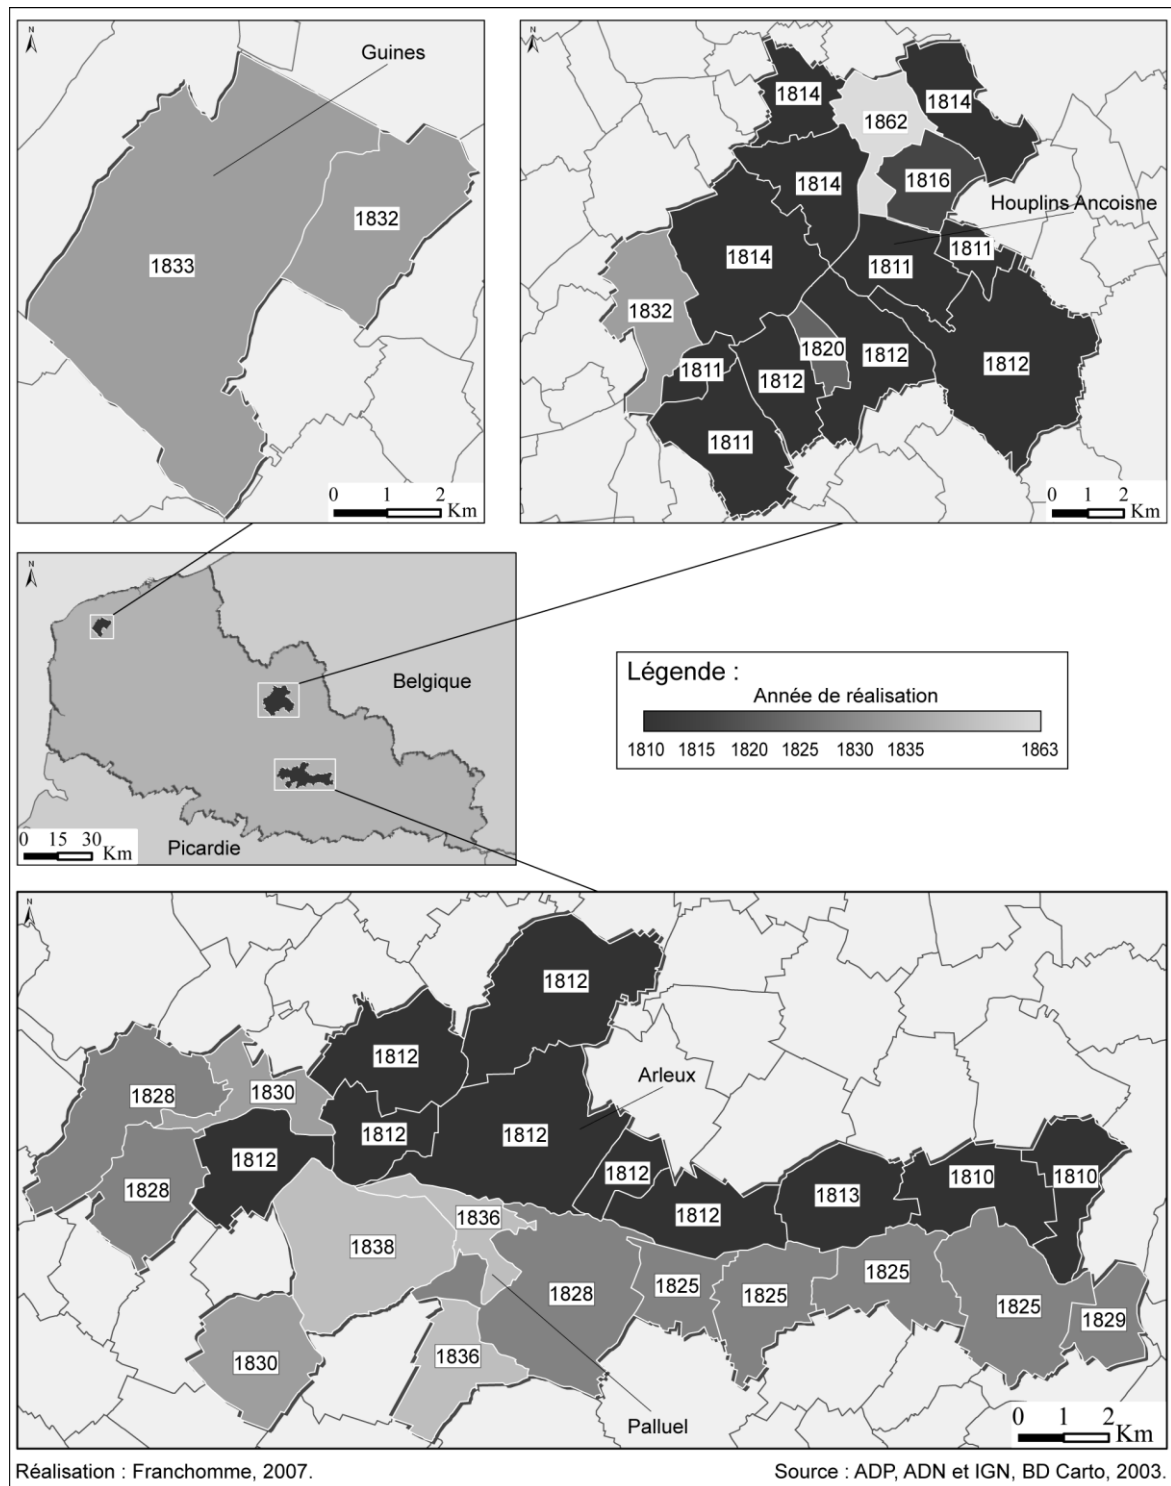 N
Guines
1832
1833
0 1 2
Km
N
1814
1862
1814
1814
1816
Houplins Ancoisne
1811
1814
1811
1832
1820
1812
1811
1812
1812
1811
0 1 2
Km
N
Belgique
Picardie
0 15 30
Km
Légende :
Année de réalisation
1810 1815 1820 1825 1830 1835 1863
N
1812
1812
Arleux
1828
1830
1812
1812
1812
1812
1828
1812
1813
1810
1810
1836
1812
1838
1828
1825
1825
1825
1825
1829
1830
1836
Palluel
0 1 2
Km
Réalisation : Franchomme, 2007.
Source : ADP, ADN et IGN, BD Carto, 2003.